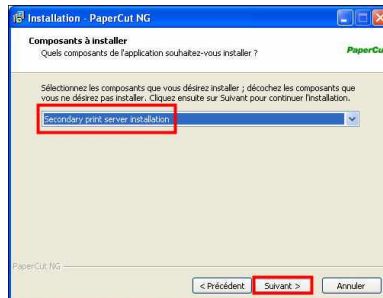 Installation - PaperCut NG
Composants à installer
Quels composants de l'application souhaitez-vous installer ?
PaperCu
Sélectionnez les composants que vous désirez installer ; décochez les composants que
vous ne désirez pas installer. Cliquez ensuite sur Suivant pour continuer l'installation.
Secondary print server installation
PaperCut NG
< Précédent
Suivant >
Annuler